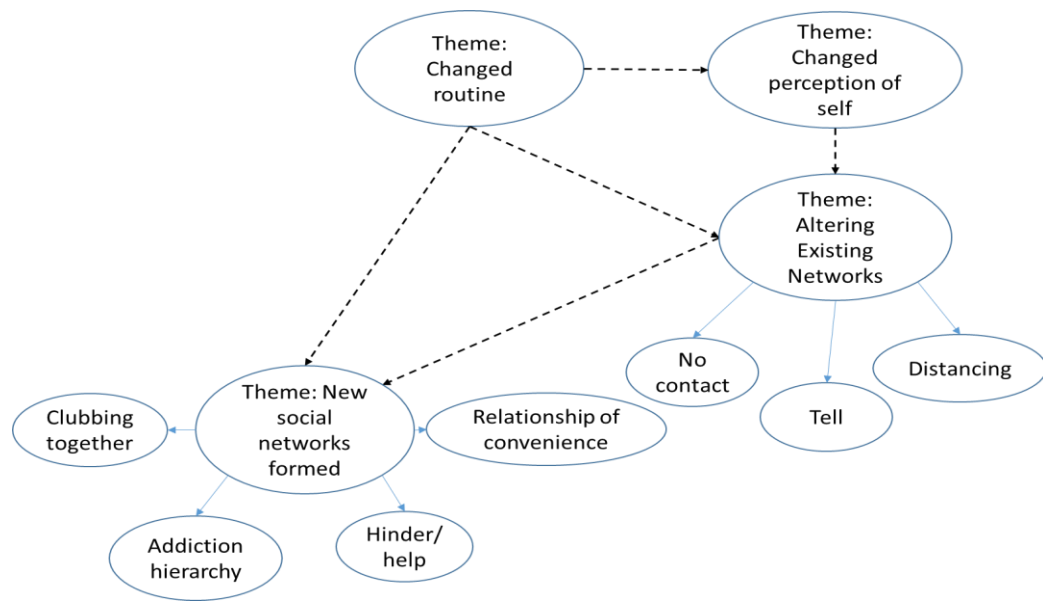 Theme:
Changed
routine
Theme:
Changed
perception of
self
Theme:
Altering
Existing
Networks
No
contact
Tell
Distancing
Theme: New
social
networks
formed
Clubbing
together
Relationship of
convenience
Addiction
hierarchy
Hinder/
help